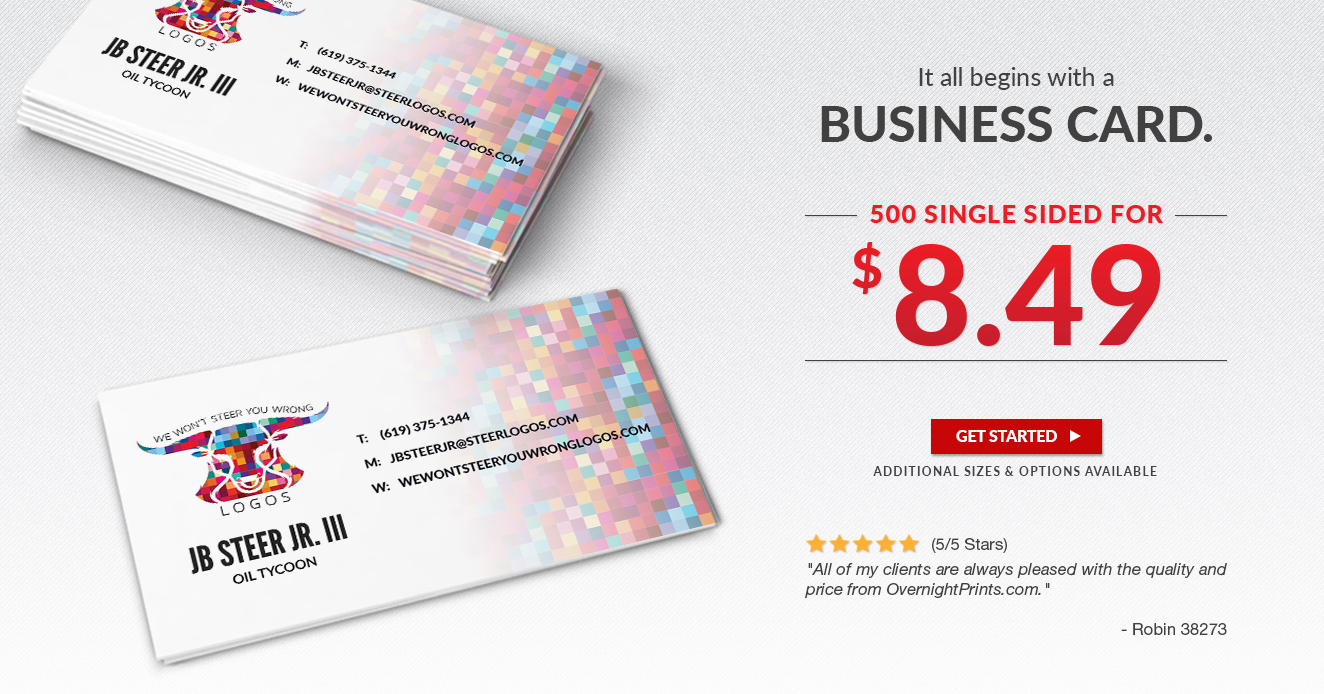 LOGOS
JB STEER JR. III
OIL TYCOON
T: (619) 375-1344
M: JBSTEERJR@STEERLOGOS.COM
W: WEWONTSTEERYOUWRONGLOGOS.COM
WE WON'T STEER YOU WRONG
LOGOS
JB STEER JR. III
OIL TYCOON
T: (619) 375-1344
M: JBSTEERJR@STEERLOGOS.COM
W: WEWONTSTEERYOUWRONGLOGOS.COM
It all begins with a
BUSINESS CARD.
500 SINGLE SIDED FOR
$8.49
GET STARTED
ADDITIONAL SIZES & OPTIONS AVAILABLE
(5/5 Stars)
"All of my clients are always pleased with the quality and
price from OvernightPrints.com."
- Robin 38273